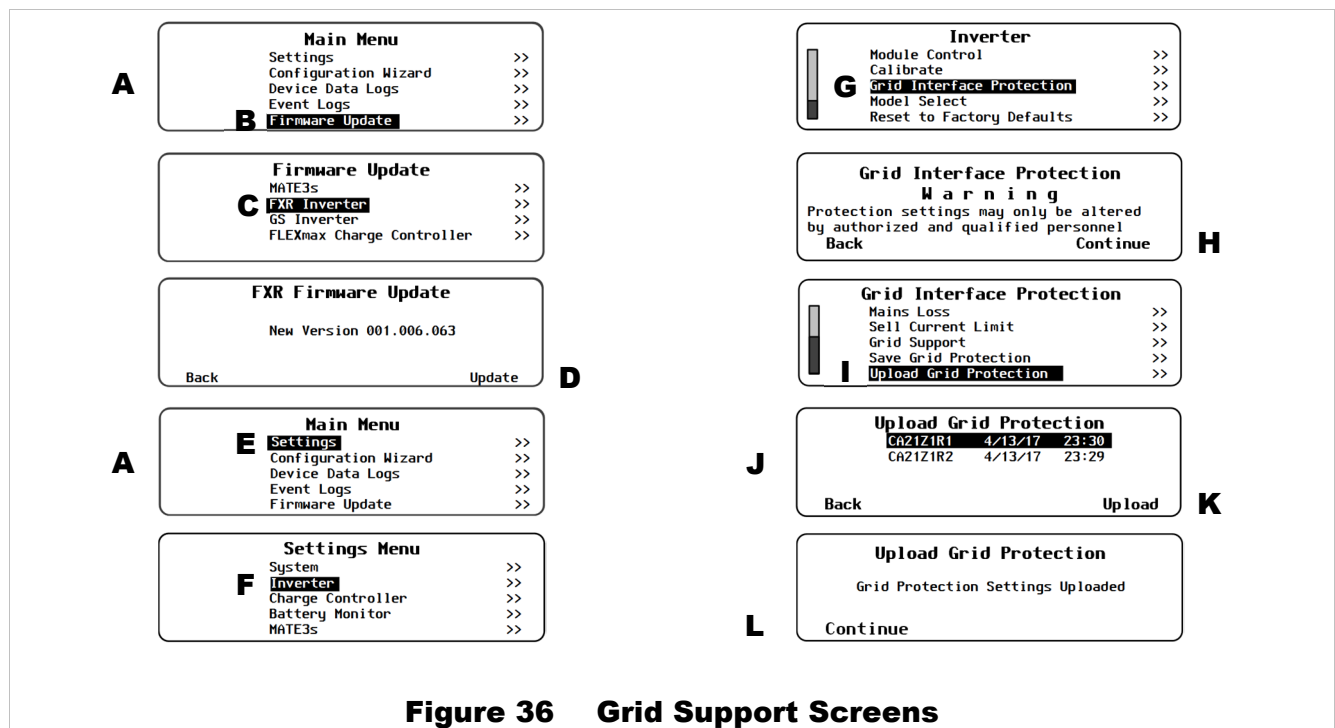 A
Main Menu
Settings >>
Configuration Wizard >>
Device Data Logs >>
Event Logs >>
B Firmware Update >>
Firmware Update
MATE3s >>
C FXR Inverter >>
GS Inverter >>
FLEXmax Charge Controller >>
FXR Firmware Update
New Version 001.006.063
Back Update D
A
Main Menu
E Settings >>
Configuration Wizard >>
Device Data Logs >>
Event Logs >>
Firmware Update >>
Settings Menu
System >>
F Inverter >>
Charge Controller >>
Battery Monitor >>
MATE3s >>
Inverter
Module Control >>
Calibrate >>
G Grid Interface Protection >>
Model Select >>
Reset to Factory Defaults >>
Grid Interface Protection
W a r n i n g
Protection settings may only be altered
by authorized and qualified personnel
Back Continue H
Grid Interface Protection
Mains Loss >>
Sell Current Limit >>
Grid Support >>
Save Grid Protection >>
I Upload Grid Protection >>
Upload Grid Protection
CA21Z1R1 4/13/17 23:30
J CA21Z1R2 4/13/17 23:29
Back Upload K
Upload Grid Protection
Grid Protection Settings Uploaded
L Continue
Figure 36 Grid Support Screens